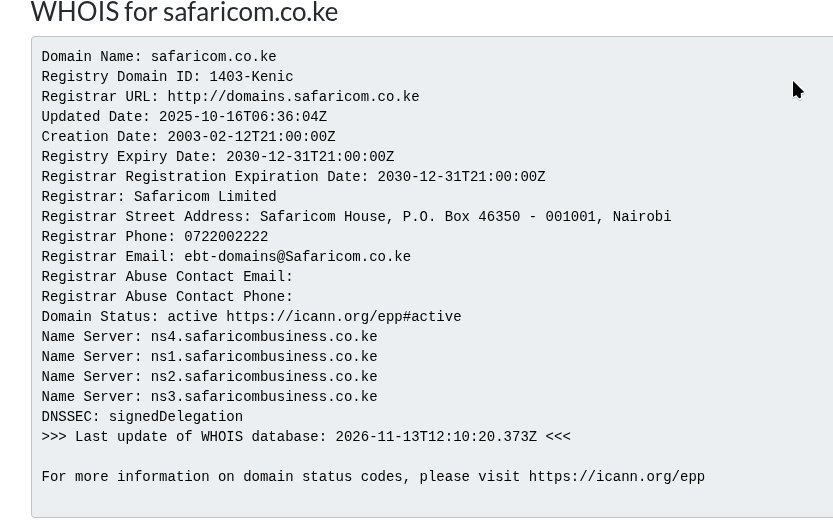 WHOIS for safaricom.co.ke
Domain Name: safaricom.co.ke
Registry Domain ID: 1403-Kenic
Registrar URL: http://domains.safaricom.co.ke
Updated Date: 2025-10-16T06:36:04Z
Creation Date: 2003-02-12T21:00:00Z
Registry Expiry Date: 2030-12-31T21:00:00Z
Registrar Registration Expiration Date: 2030-12-31T21:00:00Z
Registrar: Safaricom Limited
Registrar Street Address: Safaricom House, P.O. Box 46350 - 001001, Nairobi
Registrar Phone: 0722002222
Registrar Email: ebt-domains@Safaricom.co.ke
Registrar Abuse Contact Email:
Registrar Abuse Contact Phone:
Domain Status: active https://icann.org/epp#active
Name Server: ns4.safaricombusiness.co.ke
Name Server: ns1.safaricombusiness.co.ke
Name Server: ns2.safaricombusiness.co.ke
Name Server: ns3.safaricombusiness.co.ke
DNSSEC: signedDelegation
>>> Last update of WHOIS database: 2026-11-13T12:10:20.373Z <<<
For more information on domain status codes, please visit https://icann.org/epp